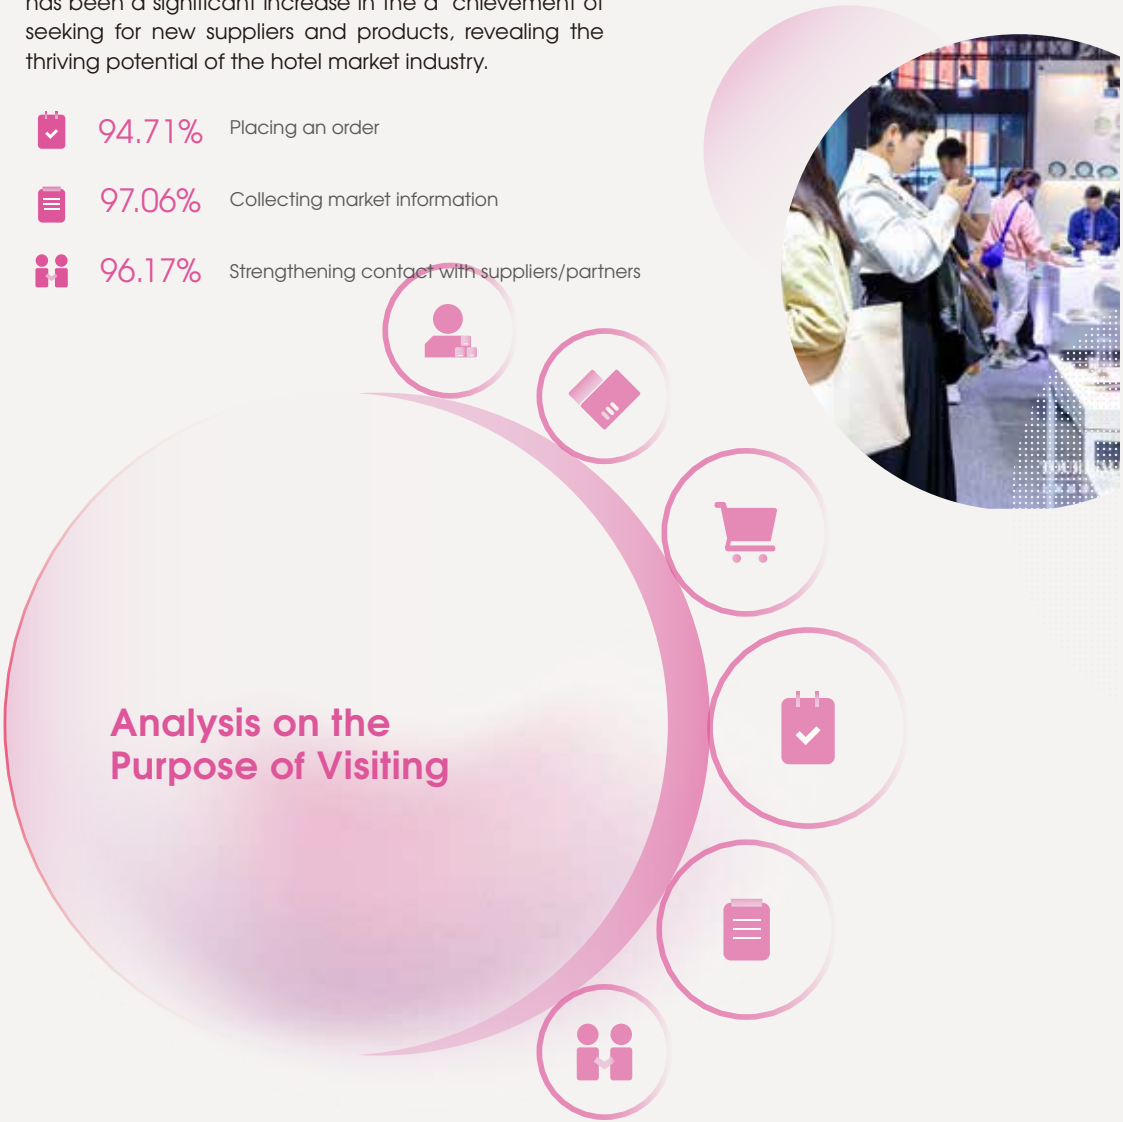 has been a significant increase in the a chievement of
seeking for new suppliers and products, revealing the
thriving potential of the hotel market industry.
94.71% Placing an order
97.06% Collecting market information
96.17% Strengthening contact with suppliers/partners
Analysis on the
Purpose of Visiting